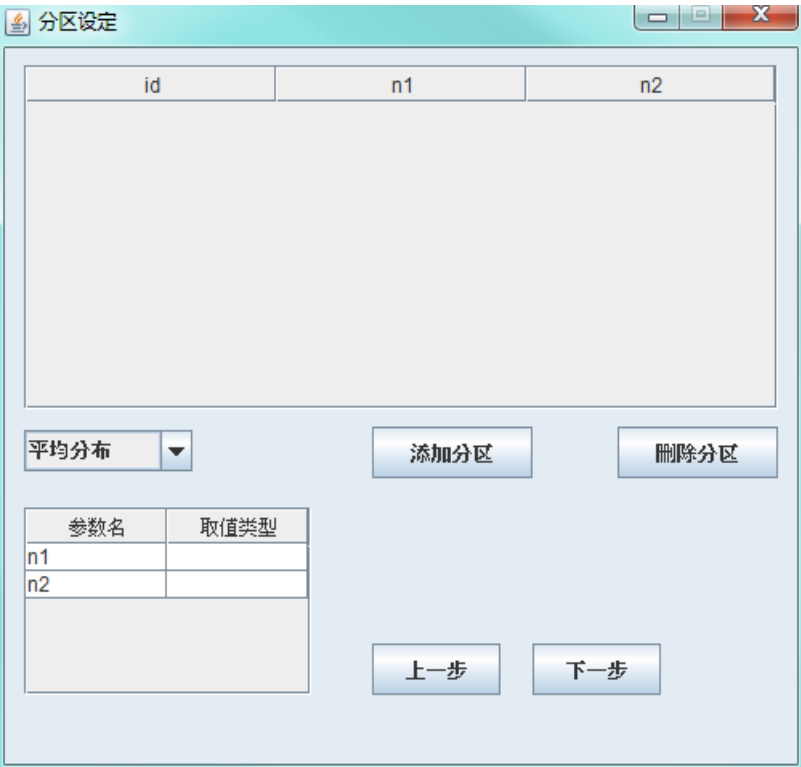 分区设定
id n1 n2
平均分布 添加分区 删除分区
参数名 取值类型
n1
n2
上一步 下一步